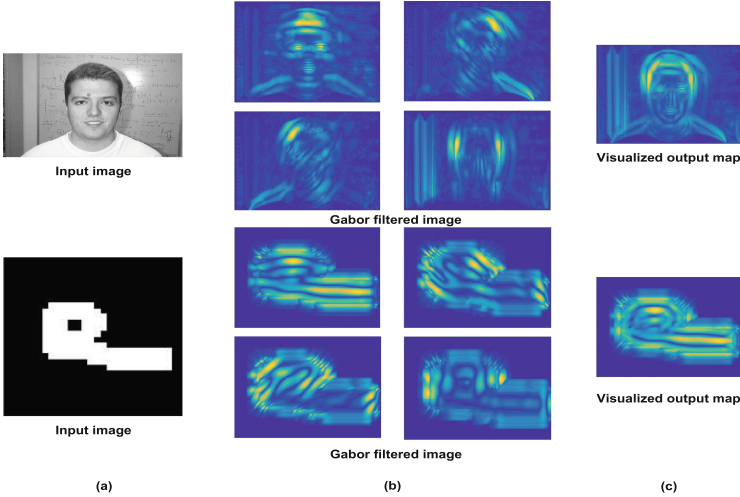 Input image
Gabor filtered image
Visualized output map
Input image
Gabor filtered image
Visualized output map
(a)
(b)
(c)